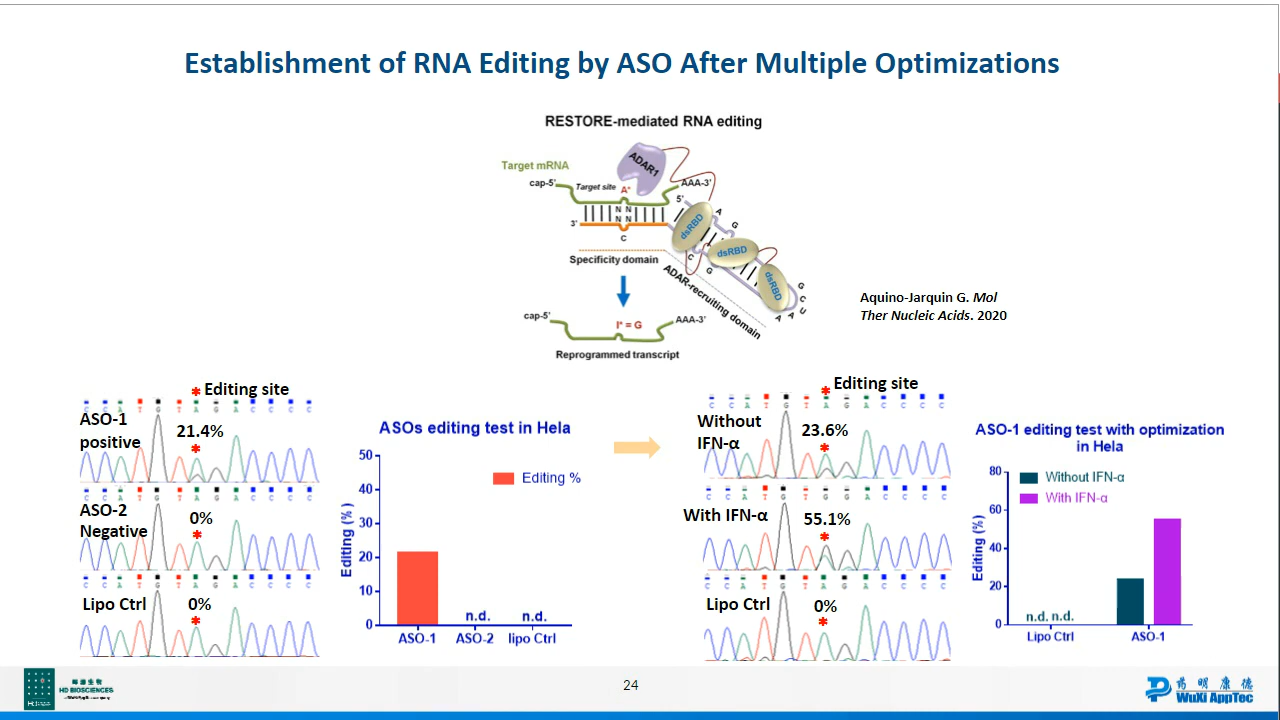 Establishment of RNA Editing by ASO After Multiple Optimizations
RESTORE-mediated RNA editing
ADAR1
Target mRNA
cap-5'
Target site
A*
AAA-3'
5'
N N
N N
3'
C
A
G
dsRBD
dsRBD
dsRBD
C
G
G
C
U
A
A
Specificity domain
ADAR-recruiting domain
cap-5'
I* = G
AAA-3'
Reprogrammed transcript
Aquino-Jarquin G. Mol
Ther Nucleic Acids. 2020
* Editing site
C C A T G T A G A C C C C
ASO-1
positive
21.4%
*
C C A T G T A G A C C C C
ASO-2
Negative
0%
*
C C A T G T A G A C C C C
Lipo Ctrl
0%
*
ASOs editing test in Hela
Editing (%)
50
40
30
20
10
0
Editing %
n.d.
n.d.
ASO-1
ASO-2
lipo Ctrl
* Editing site
C C A T G T A G A C C C C
Without
IFN-α
23.6%
*
C C A T G T G G A C C C C
With IFN-α
55.1%
*
C C A T G T A G A C C C C
Lipo Ctrl
0%
*
ASO-1 editing test with optimization
in Hela
Editing (%)
80
60
40
20
0
Without IFN-α
With IFN-α
n.d. n.d.
Lipo Ctrl
ASO-1
HD BIOSCIENCES
24
药明康德
WuXi AppTec